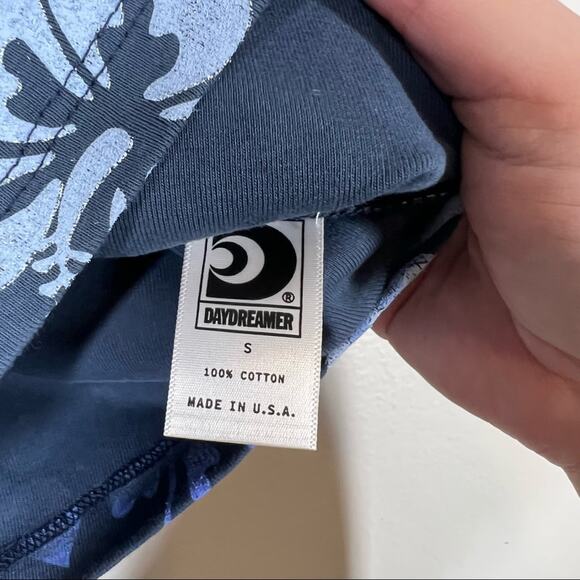 ®
DAYDREAMER
S
100% COTTON
MADE IN U.S.A.